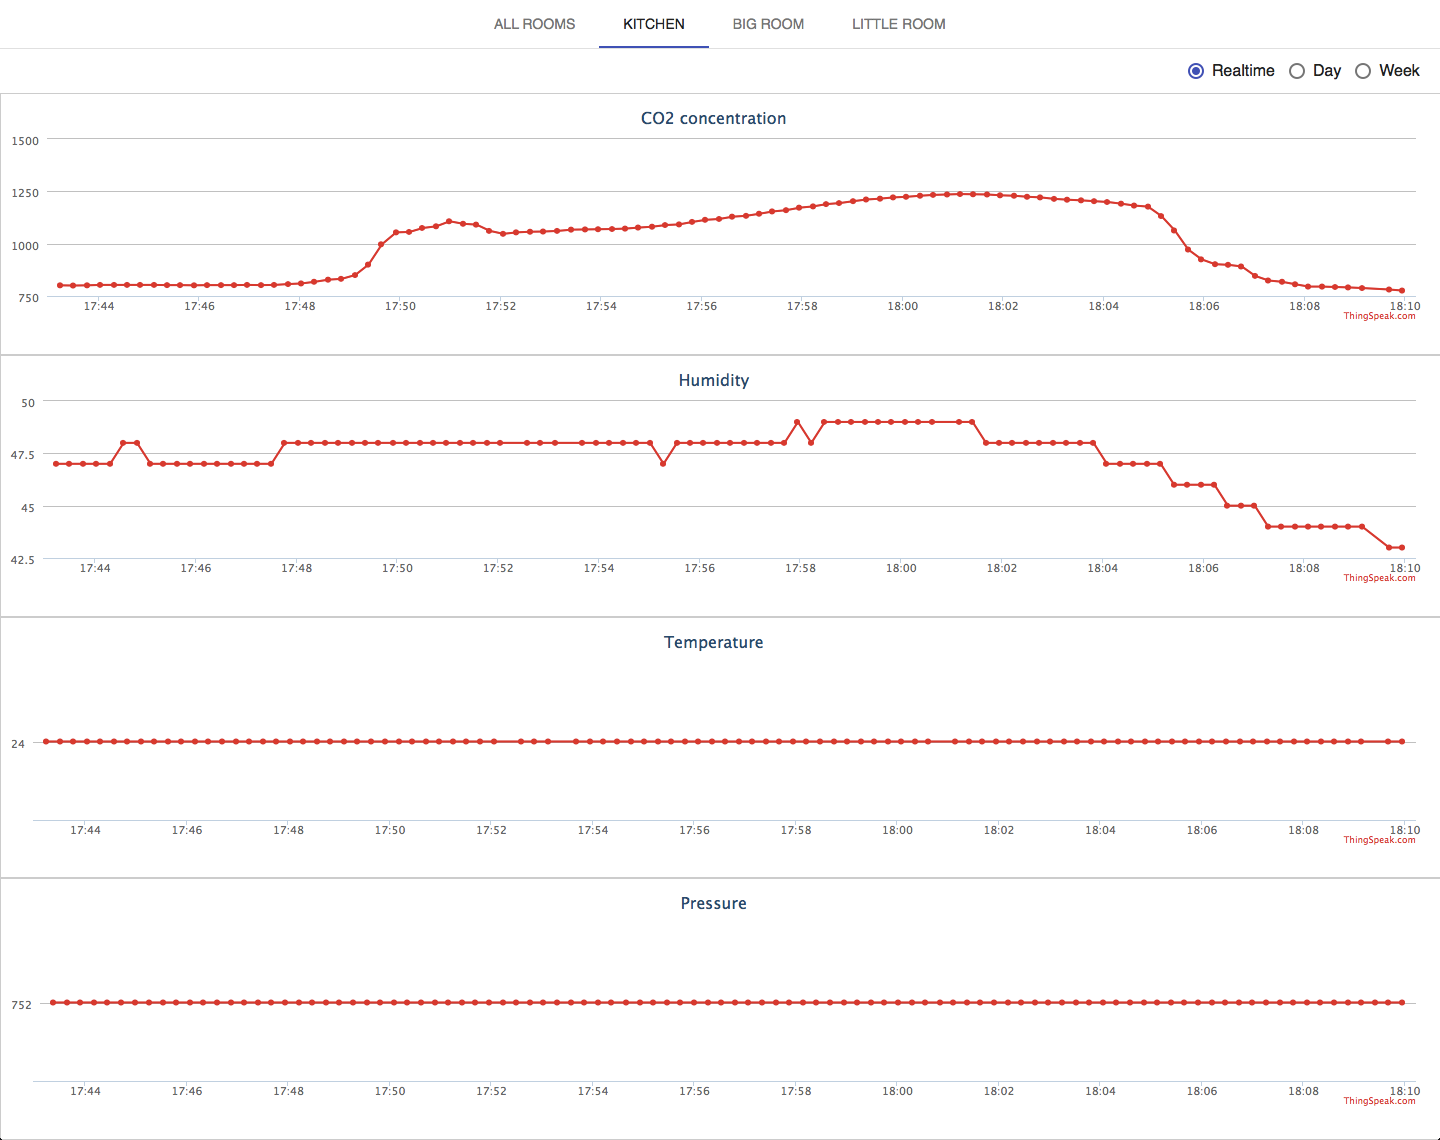 ALL ROOMS KITCHEN BIG ROOM LITTLE ROOM
Realtime Day Week
CO2 concentration
1500
1250
1000
750
17:44 17:46 17:48 17:50 17:52 17:54 17:56 17:58 18:00 18:02 18:04 18:06 18:08 18:10
ThingSpeak.com
Humidity
50
47.5
45
42.5
17:44 17:46 17:48 17:50 17:52 17:54 17:56 17:58 18:00 18:02 18:04 18:06 18:08 18:10
ThingSpeak.com
Temperature
24
17:44 17:46 17:48 17:50 17:52 17:54 17:56 17:58 18:00 18:02 18:04 18:06 18:08 18:10
ThingSpeak.com
Pressure
752
17:44 17:46 17:48 17:50 17:52 17:54 17:56 17:58 18:00 18:02 18:04 18:06 18:08 18:10
ThingSpeak.com